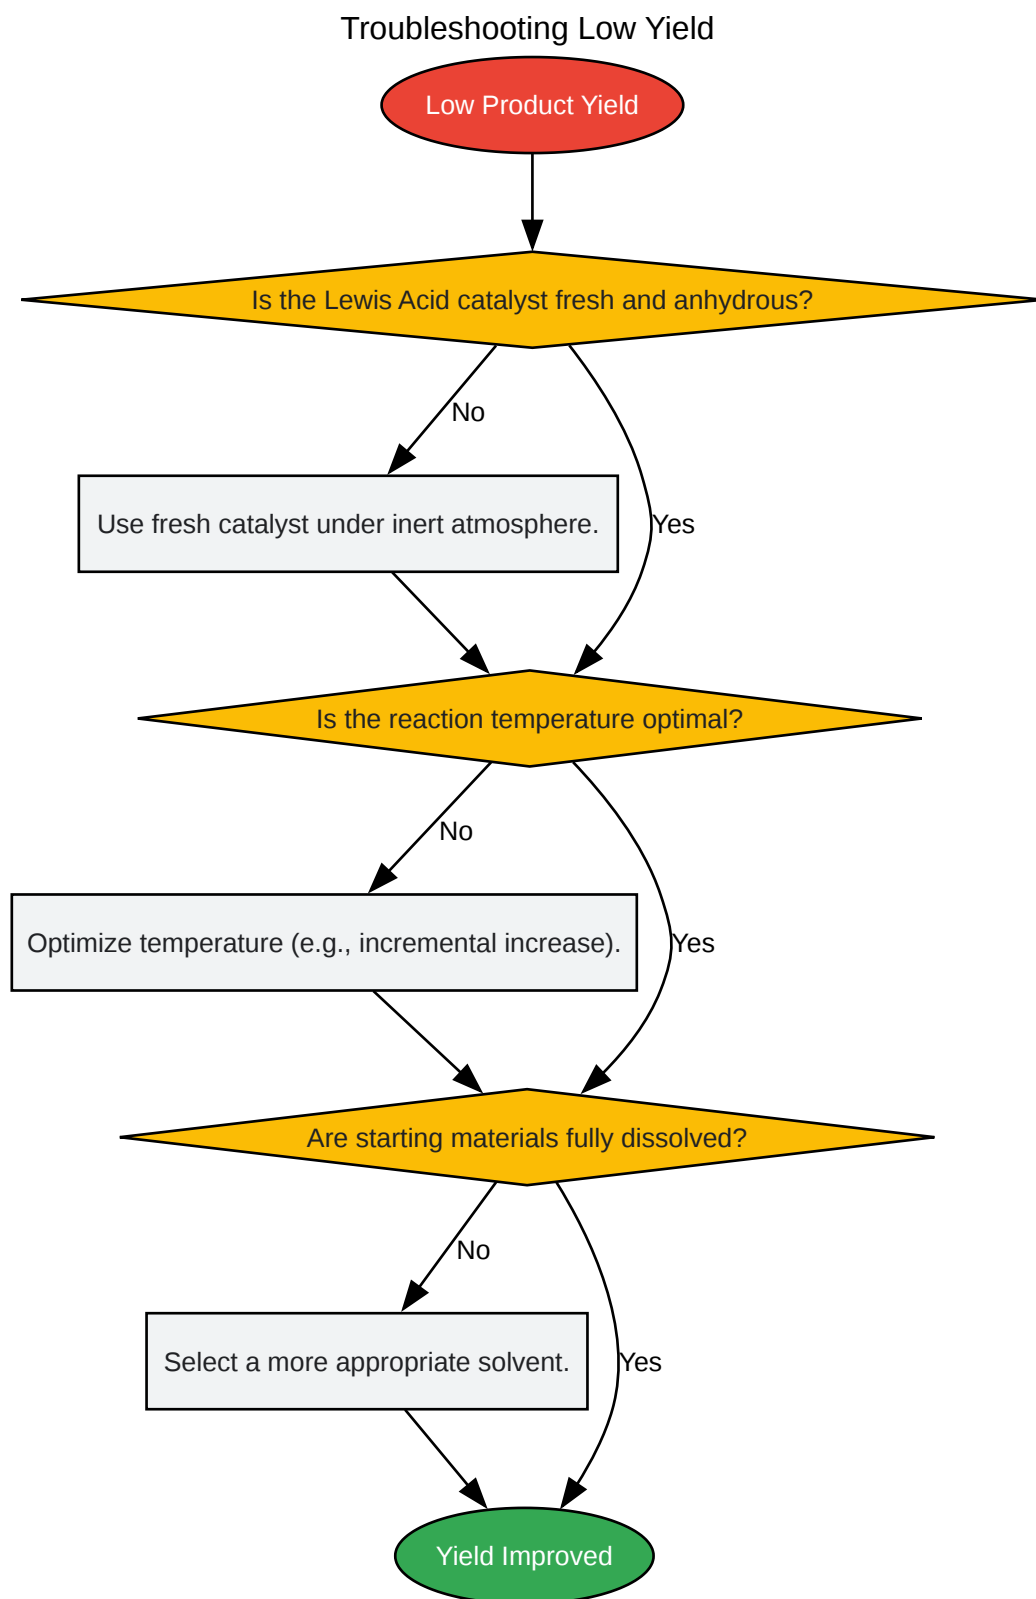 Troubleshooting Low Yield
Low Product Yield
Is the Lewis Acid catalyst fresh and anhydrous?
No
Use fresh catalyst under inert atmosphere.
Yes
Is the reaction temperature optimal?
No
Optimize temperature (e.g., incremental increase).
Yes
Are starting materials fully dissolved?
No
Select a more appropriate solvent.
Yes
Yield Improved